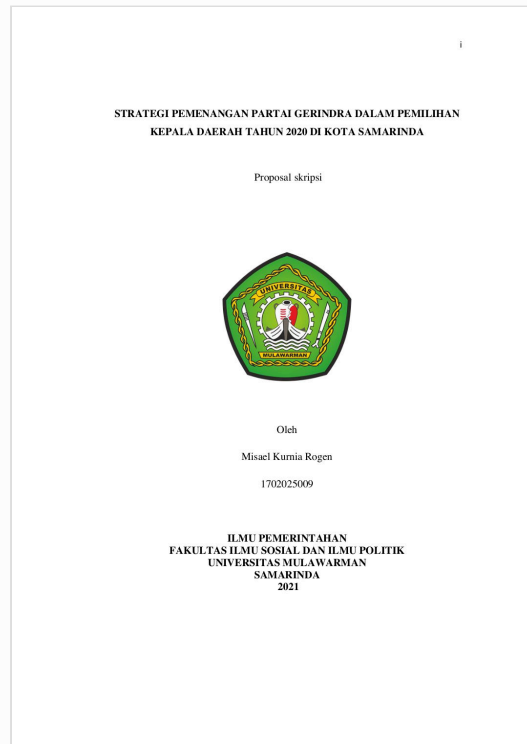 i
STRATEGI PEMENANGAN PARTAI GERINDRA DALAM PEMILIHAN
KEPALA DAERAH TAHUN 2020 DI KOTA SAMARINDA
Proposal skripsi
UNIVERSITAS
MULAWARMAN
Oleh
Misael Kurnia Rogen
1702025009
ILMU PEMERINTAHAN
FAKULTAS ILMU SOSIAL DAN ILMU POLITIK
UNIVERSITAS MULAWARMAN
SAMARINDA
2021